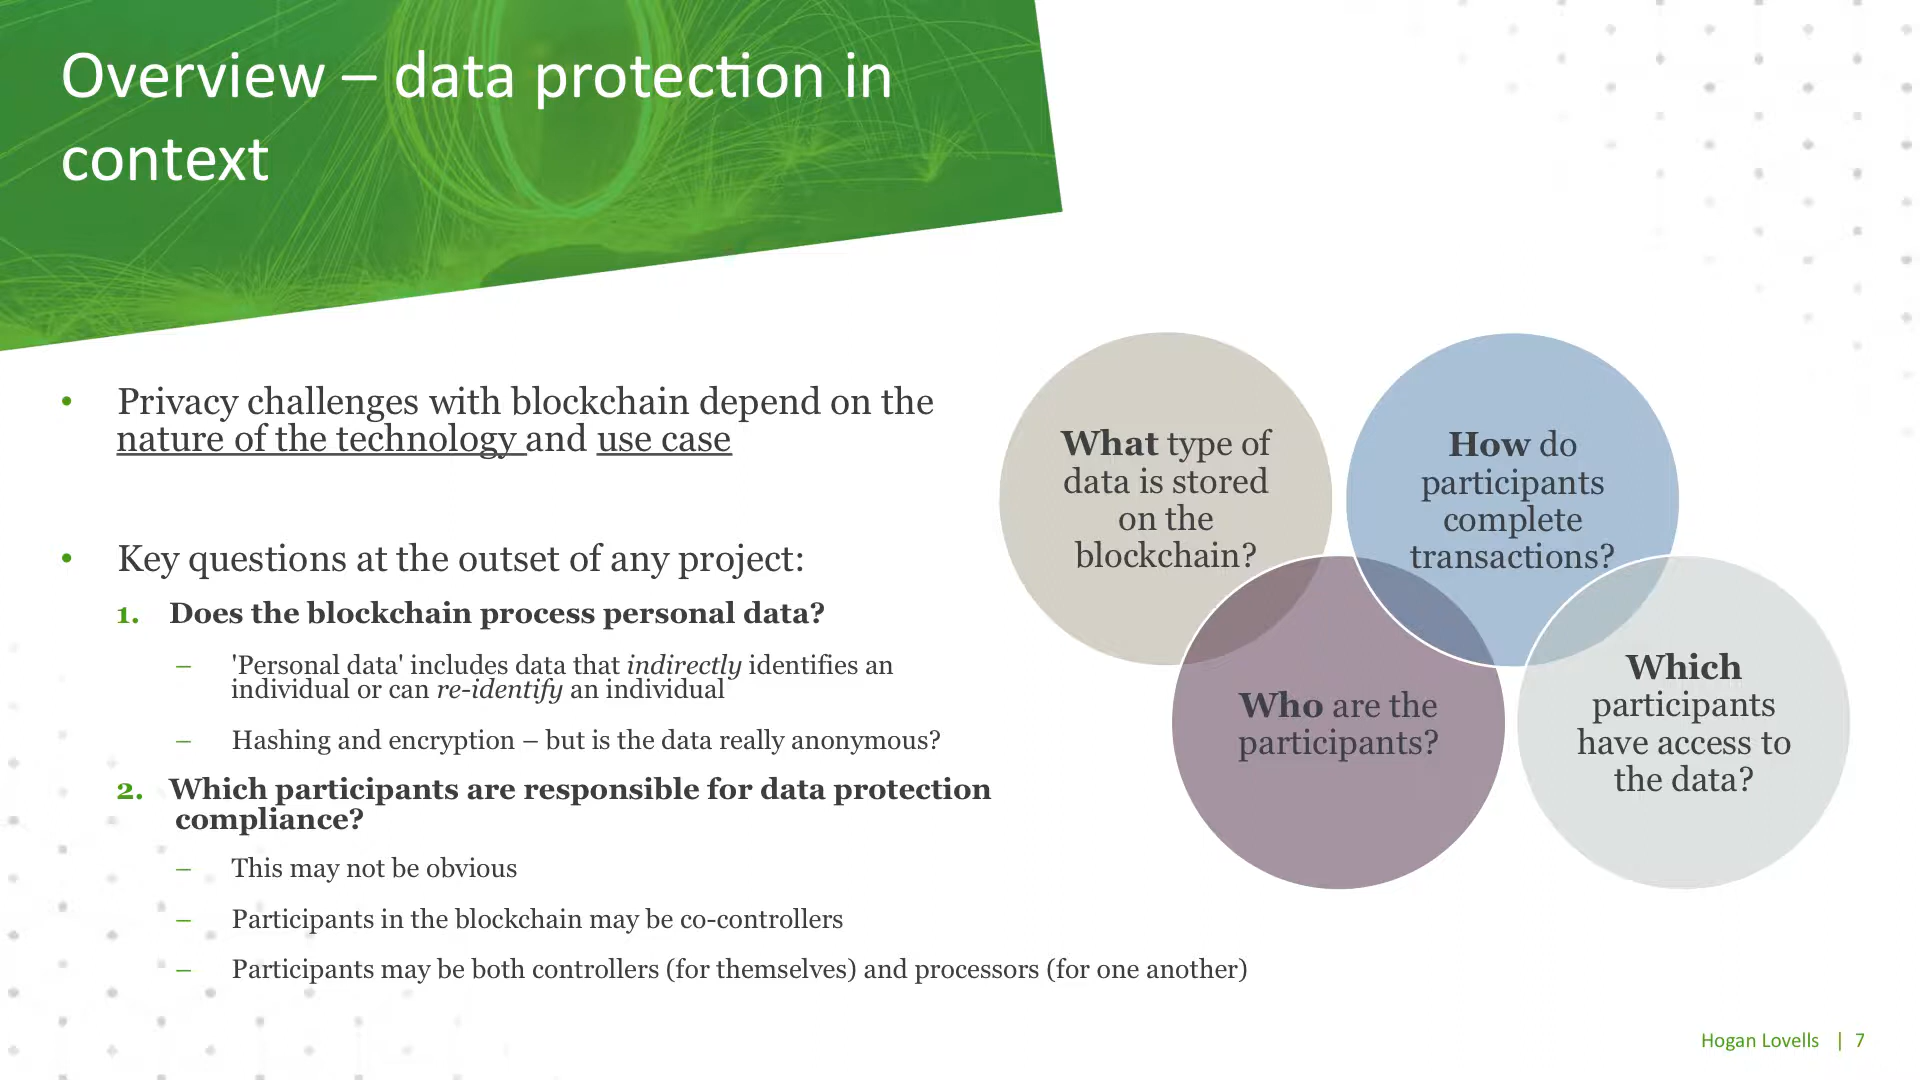 Overview – data protection in
context
• Privacy challenges with blockchain depend on the
nature of the technology and use case
• Key questions at the outset of any project:
1. Does the blockchain process personal data?
– 'Personal data' includes data that indirectly identifies an
individual or can re-identify an individual
– Hashing and encryption – but is the data really anonymous?
2. Which participants are responsible for data protection
compliance?
– This may not be obvious
– Participants in the blockchain may be co-controllers
– Participants may be both controllers (for themselves) and processors (for one another)
What type of
data is stored
on the
blockchain?
How do
participants
complete
transactions?
Who are the
participants?
Which
participants
have access to
the data?
Hogan Lovells | 7